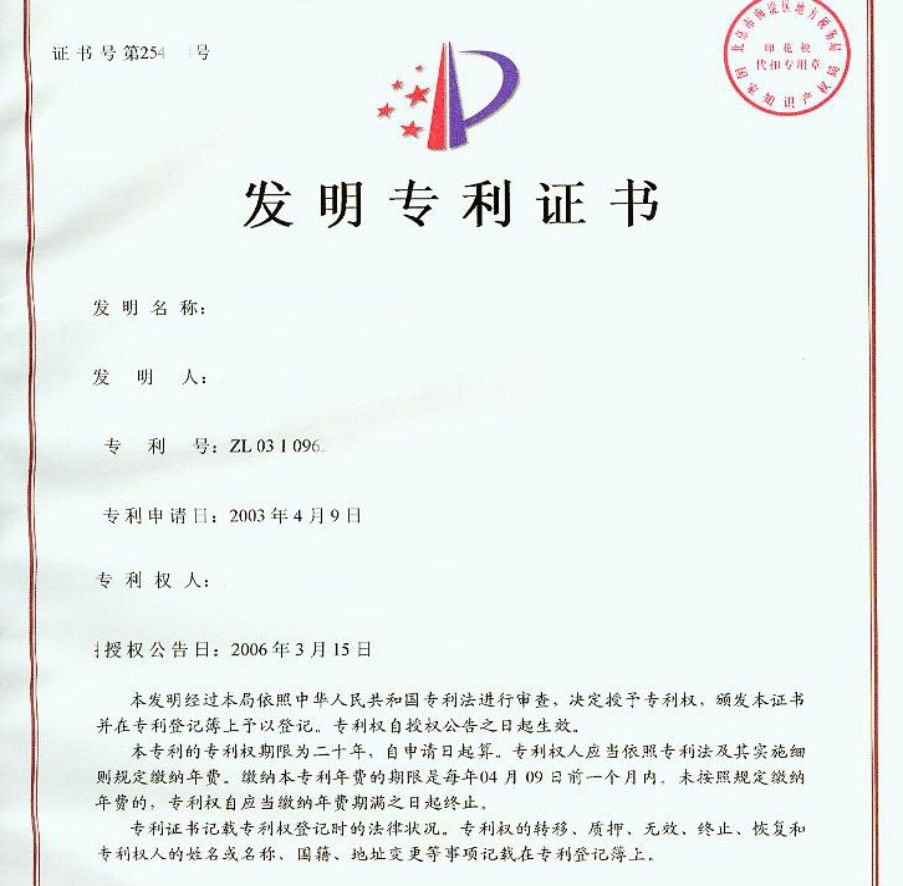 证书号第254 号
北京市海淀区地方税务局
印花税
代扣专用章
国家知识产权局
发明专利证书
发明名称:
发明人:
专利号: ZL 03 1 096
专利申请日: 2003年4月9日
专利权人:
授权公告日: 2006年3月15日
本发明经过本局依照中华人民共和国专利法进行审查,决定授予专利权,颁发本证书
并在专利登记簿上予以登记。专利权自授权公告之日起生效。
本专利的专利权期限为二十年,自申请日起算。专利权人应当依照专利法及其实施细
则规定缴纳年费。缴纳本专利年费的期限是每年04月09日前一个月内。未按照规定缴纳
年费的,专利权自应当缴纳年费期满之日起终止。
专利证书记载专利权登记时的法律状况。专利权的转移、质押、无效、终止、恢复和
专利权人的姓名或名称、国籍、地址变更等事项记载在专利登记簿上。